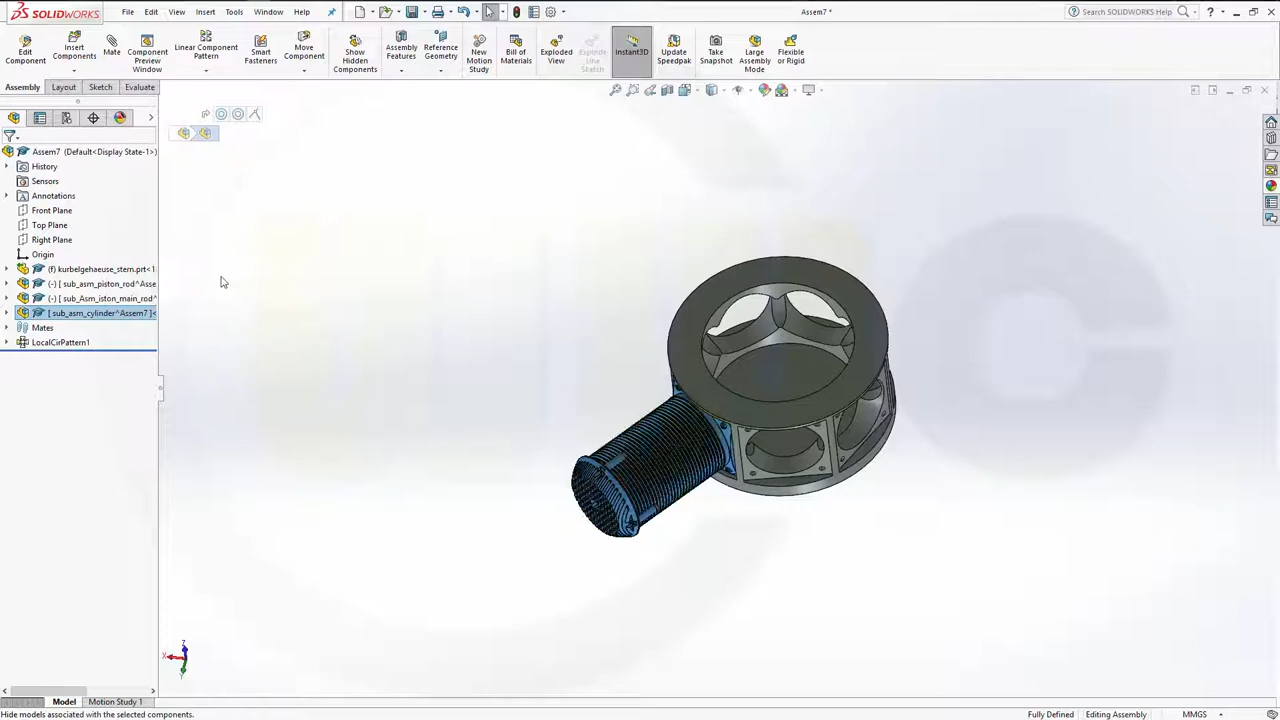 SOLIDWORKS File Edit View Insert Tools Window Help Assem7 * Search SOLIDWORKS Help ?
Edit Component
Insert Components
Mate
Component Preview Window
Linear Component Pattern
Smart Fasteners
Move Component
Show Hidden Components
Assembly Features
Reference Geometry
New Motion Study
Bill of Materials
Exploded View
Explode Line Sketch
Instant3D
Update Speedpak
Take Snapshot
Large Assembly Mode
Flexible or Rigid
Assembly Layout Sketch Evaluate
Assem7 (Default<Display State-1>)
History
Sensors
Annotations
Front Plane
Top Plane
Right Plane
Origin
(f) kurbelgehaeuse_stern.prt<1
(-) [ sub_asm_piston_rod^Asse
(-) [ sub_Asm_iston_main_rod^
[ sub_asm_cylinder^Assem7 ]<
Mates
LocalCirPattern1
Z
X
Y
Model Motion Study 1
Hide models associated with the selected components. Fully Defined Editing Assembly MMGS